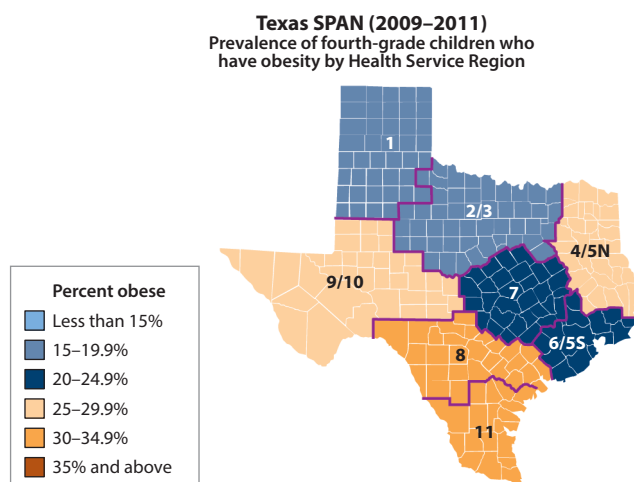 Texas SPAN (2009–2011)
Prevalence of fourth-grade children who
have obesity by Health Service Region
1
2/3
4/5N
9/10
7
6/5S
8
11
Percent obese
Less than 15%
15–19.9%
20–24.9%
25–29.9%
30–34.9%
35% and above